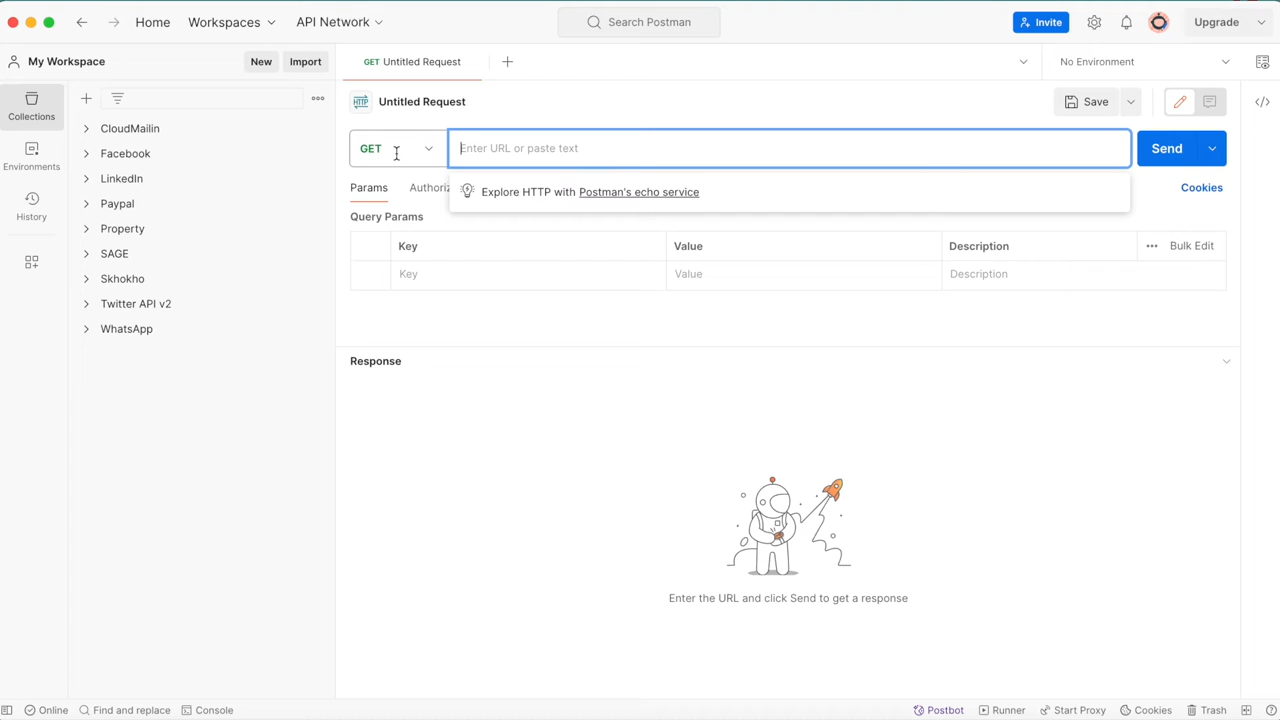 Home Workspaces API Network Search Postman Invite Upgrade
My Workspace New Import GET Untitled Request No Environment
Collections
Environments
History
CloudMailin
Facebook
LinkedIn
Paypal
Property
SAGE
Skhokho
Twitter API v2
WhatsApp
HTTP Untitled Request Save
GET Enter URL or paste text Send
Explore HTTP with Postman's echo service
Params Authoriz Cookies
Query Params
Key Value Description Bulk Edit
Key Value Description
Response
Enter the URL and click Send to get a response
Online Find and replace Console Postbot Runner Start Proxy Cookies Trash